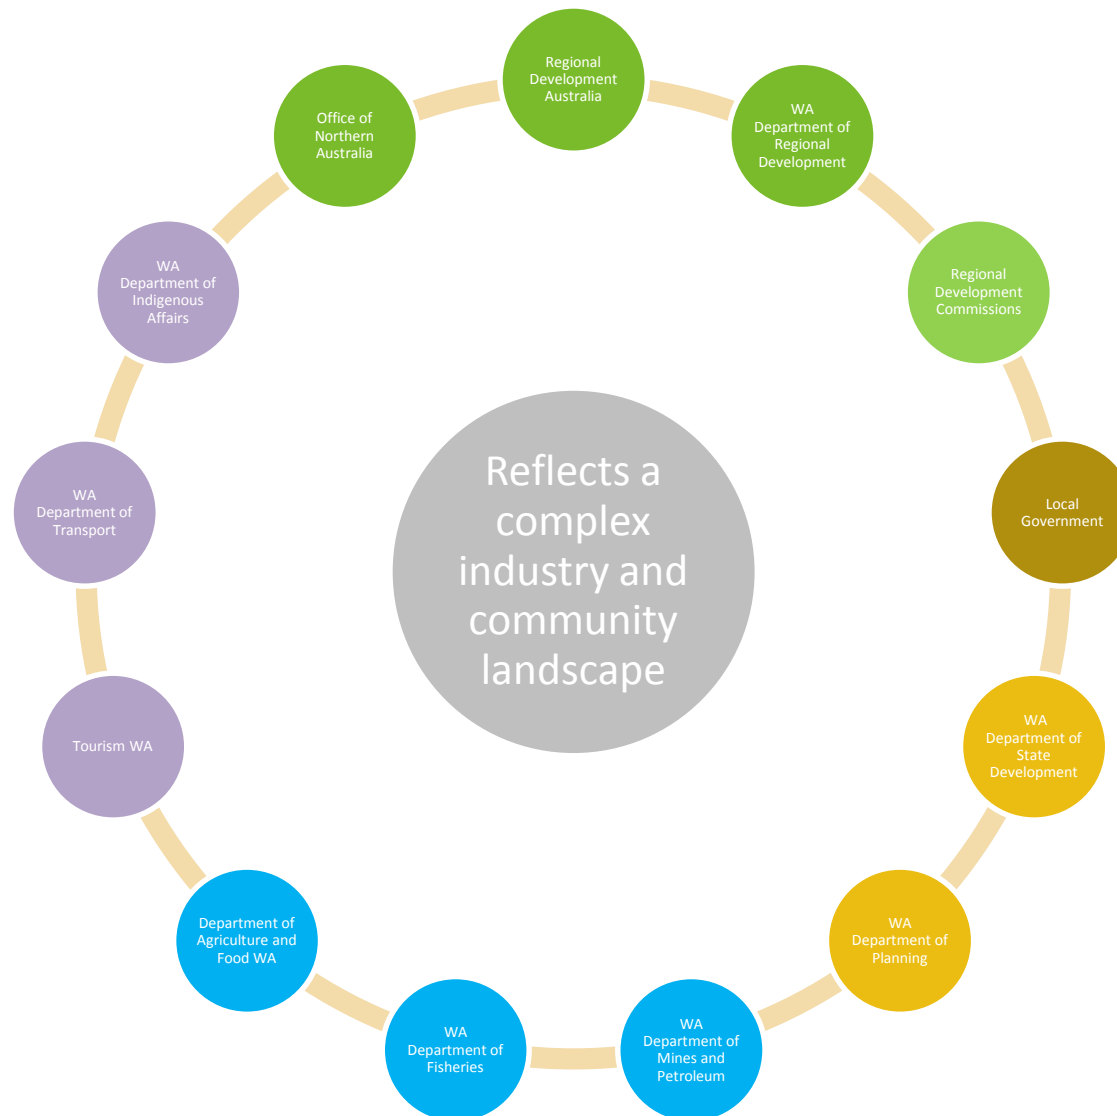 Regional
Development
Australia
WA
Department of
Regional
Development
Regional
Development
Commissions
Local
Government
WA
Department of
State
Development
WA
Department of
Planning
WA
Department of
Mines and
Petroleum
WA
Department of
Fisheries
Department of
Agriculture and
Food WA
Tourism WA
WA
Department of
Transport
WA
Department of
Indigenous
Affairs
Office of
Northern
Australia
Reflects a
complex
industry and
community
landscape